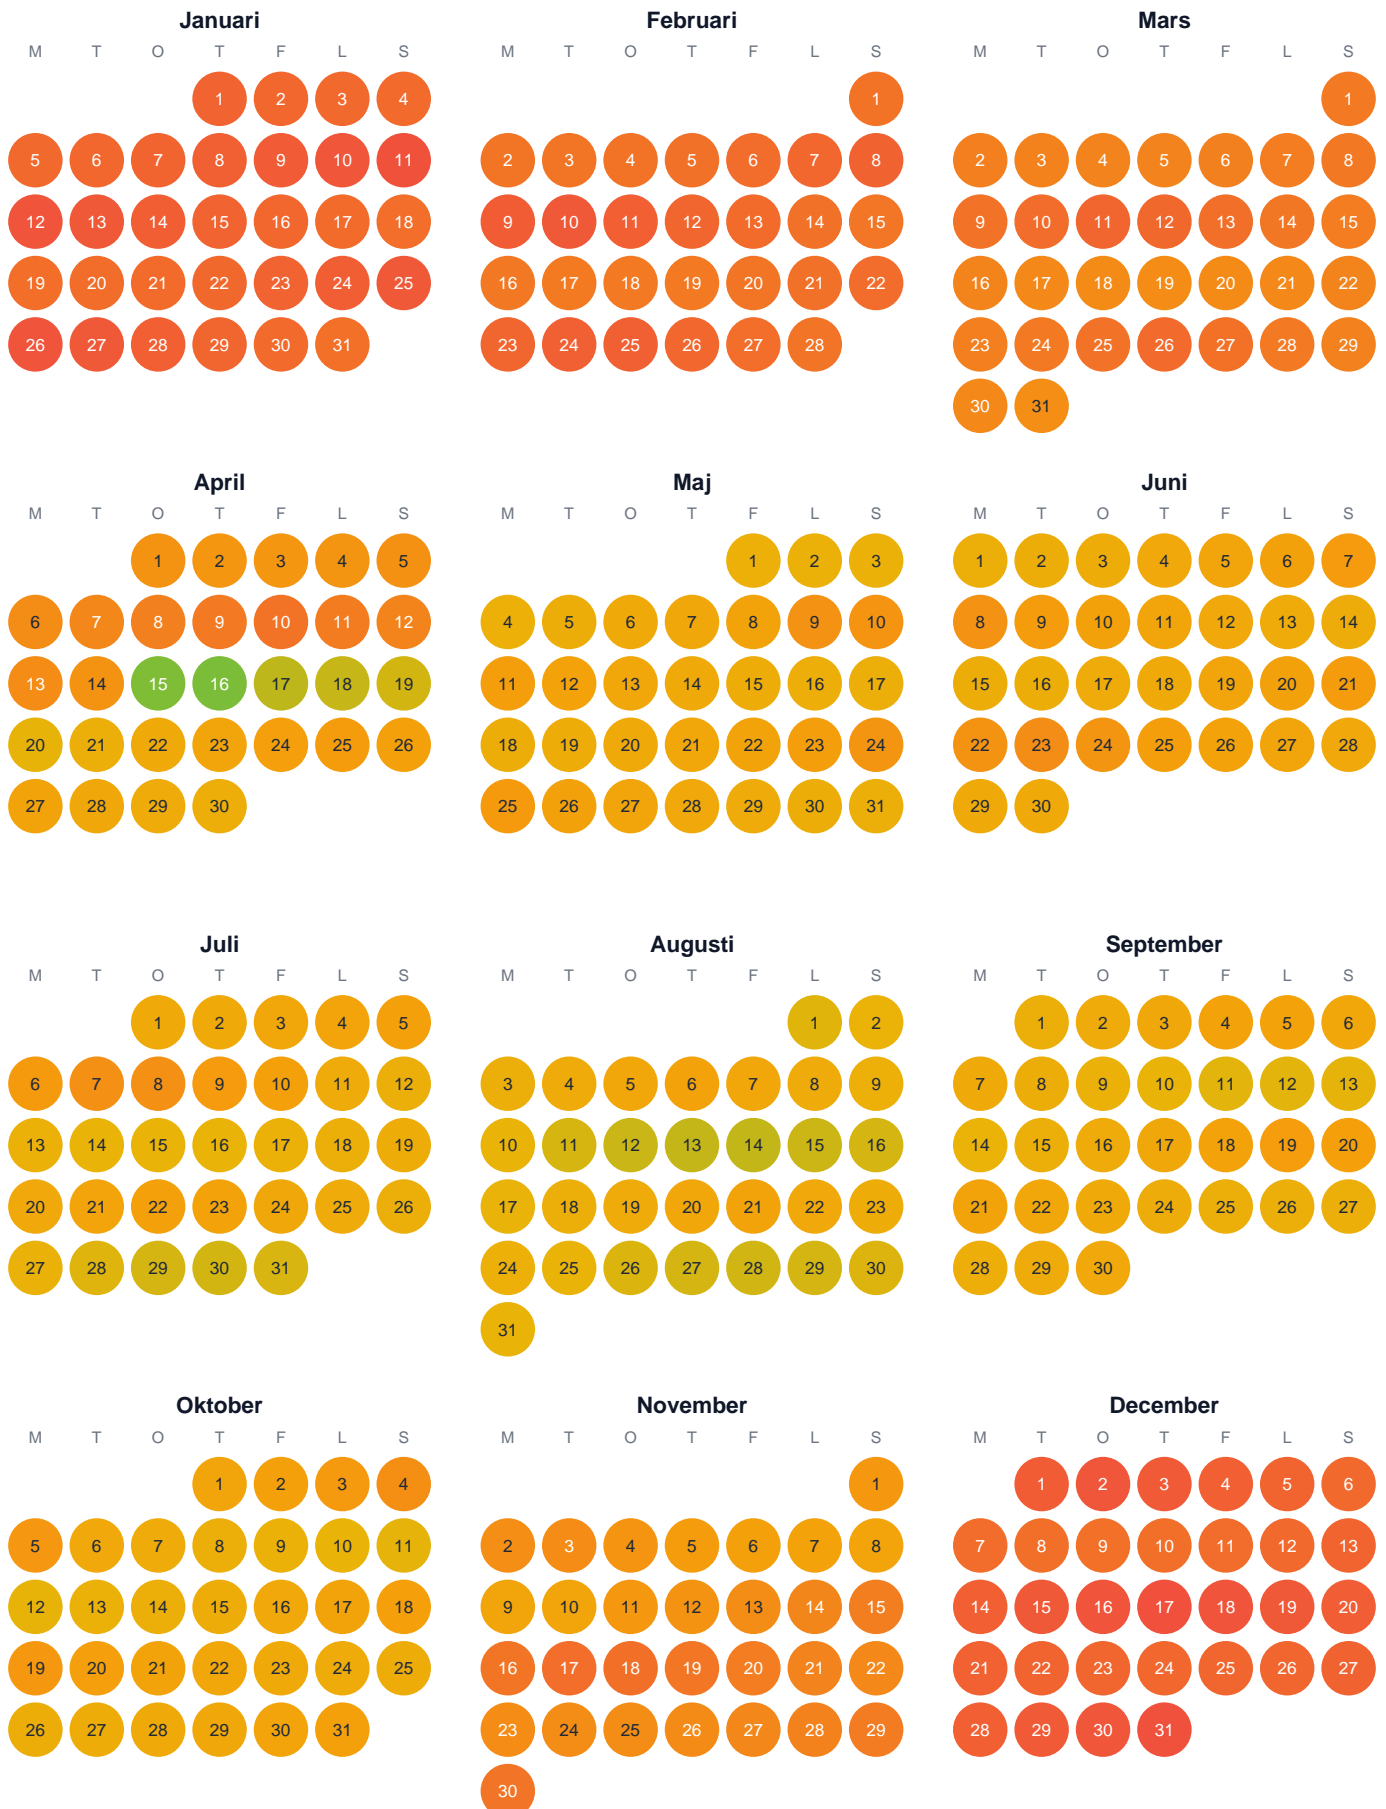 Januari Februari Mars
M T O T F L S M T O T F L S M T O T F L S
1 2 3 4 1 1
5 6 7 8 9 10 11 2 3 4 5 6 7 8 2 3 4 5 6 7 8
12 13 14 15 16 17 18 9 10 11 12 13 14 15 9 10 11 12 13 14 15
19 20 21 22 23 24 25 16 17 18 19 20 21 22 16 17 18 19 20 21 22
26 27 28 29 30 31 23 24 25 26 27 28 23 24 25 26 27 28 29
30 31
April Maj Juni
M T O T F L S M T O T F L S M T O T F L S
1 2 3 4 5 1 2 3 1 2 3 4 5 6 7
6 7 8 9 10 11 12 4 5 6 7 8 9 10 8 9 10 11 12 13 14
13 14 15 16 17 18 19 11 12 13 14 15 16 17 15 16 17 18 19 20 21
20 21 22 23 24 25 26 18 19 20 21 22 23 24 22 23 24 25 26 27 28
27 28 29 30 25 26 27 28 29 30 31 29 30
Juli Augusti September
M T O T F L S M T O T F L S M T O T F L S
1 2 3 4 5 1 2 1 2 3 4 5 6
6 7 8 9 10 11 12 3 4 5 6 7 8 9 7 8 9 10 11 12 13
13 14 15 16 17 18 19 10 11 12 13 14 15 16 14 15 16 17 18 19 20
20 21 22 23 24 25 26 17 18 19 20 21 22 23 21 22 23 24 25 26 27
27 28 29 30 31 24 25 26 27 28 29 30 28 29 30
31
Oktober November December
M T O T F L S M T O T F L S M T O T F L S
1 2 3 4 1 1 2 3 4 5 6
5 6 7 8 9 10 11 2 3 4 5 6 7 8 7 8 9 10 11 12 13
12 13 14 15 16 17 18 9 10 11 12 13 14 15 14 15 16 17 18 19 20
19 20 21 22 23 24 25 16 17 18 19 20 21 22 21 22 23 24 25 26 27
26 27 28 29 30 31 23 24 25 26 27 28 29 28 29 30 31
30